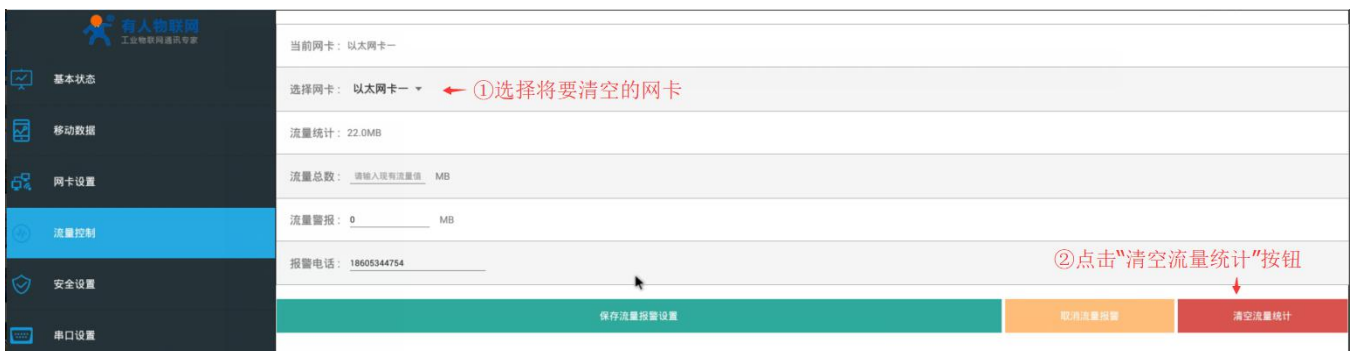 有人物联网
工业物联网通讯专家
基本状态
移动数据
网卡设置
流量控制
安全设置
串口设置
当前网卡: 以太网卡一
选择网卡: 以太网卡一
①选择将要清空的网卡
流量统计: 22.0MB
流量总数: 请输入现有流量值 MB
流量警报: 0 MB
报警电话: 18605344754
②点击“清空流量统计”按钮
保存流量报警设置
取消流量报警
清空流量统计